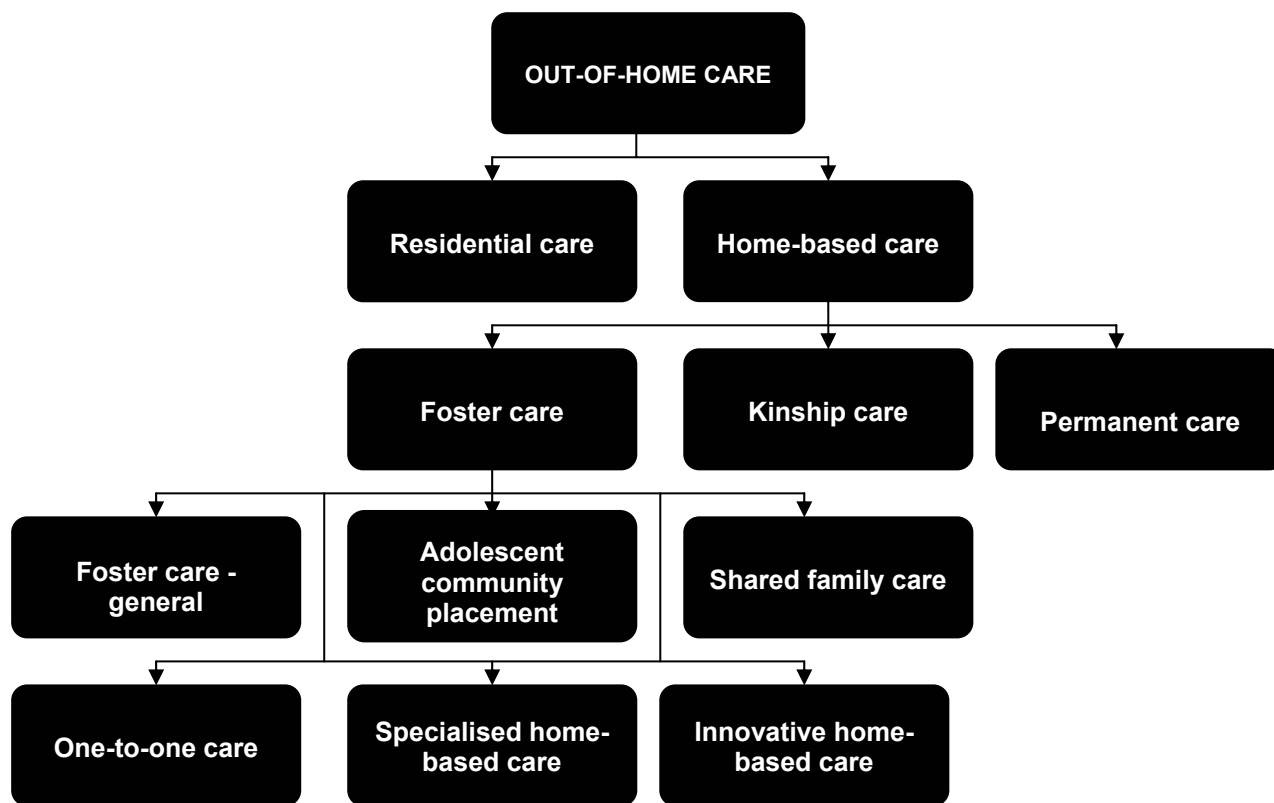 OUT-OF-HOME CARE
Residential care
Home-based care
Foster care
Kinship care
Permanent care
Foster care -
general
Adolescent
community
placement
Shared family care
One-to-one care
Specialised home-
based care
Innovative home-
based care